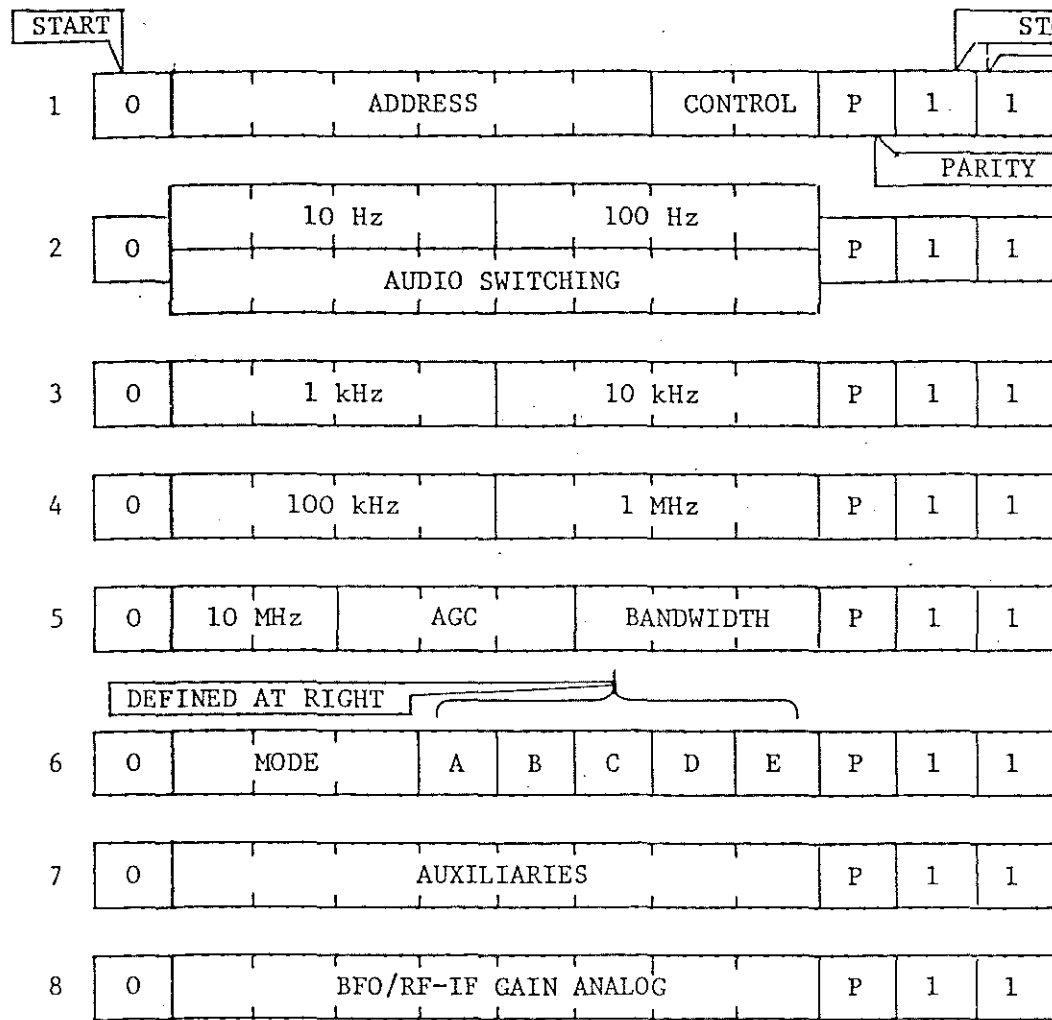 START
1 0 ADDRESS CONTROL P 1 1
PARITY
10 Hz 100 Hz
2 0 P 1 1
AUDIO SWITCHING
3 0 1 kHz 10 kHz P 1 1
4 0 100 kHz 1 MHz P 1 1
5 0 10 MHz AGC BANDWIDTH P 1 1
DEFINED AT RIGHT
6 0 MODE A B C D E P 1 1
7 0 AUXILIARIES P 1 1
8 0 BFO/RF-IF GAIN ANALOG P 1 1